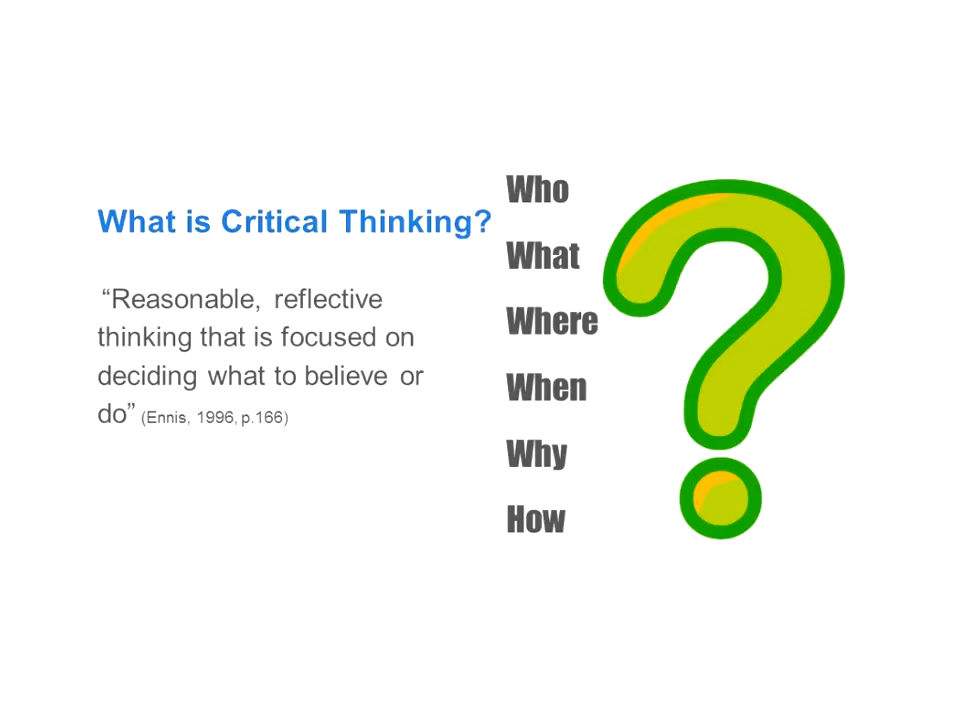 What is Critical Thinking?
“Reasonable, reflective
thinking that is focused on
deciding what to believe or
do” (Ennis, 1996, p.166)
Who
What
Where
When
Why
How
?